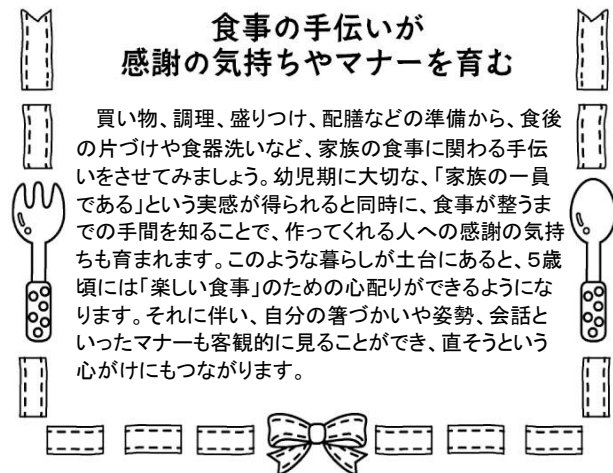 食事の手伝いが
感謝の気持ちやマナーを育む
　買い物、調理、盛りつけ、配膳などの準備から、食後
の片づけや食器洗いなど、家族の食事に関わる手伝
いをさせてみましょう。幼児期に大切な、「家族の一員
である」という実感が得られると同時に、食事が整うま
での手間を知ることで、作ってくれる人への感謝の気持
ちも育まれます。このような暮らしが土台にあると、５歳
頃には「楽しい食事」のための心配りができるようにな
ります。それに伴い、自分の箸づかいや姿勢、会話と
いったマナーも客観的に見ることができ、直そうという
心がけにもつながります。